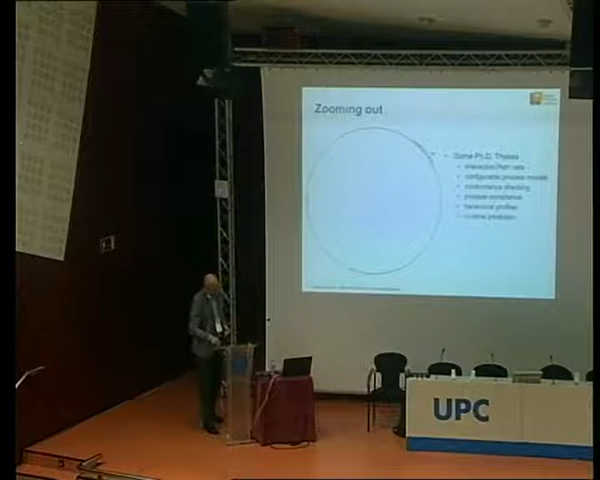 Zooming out
Some Ph.D. Theses
interaction Petri nets
configurable process models
conformance checking
process compliance
behavioral profiles
runtime prediction
UPC